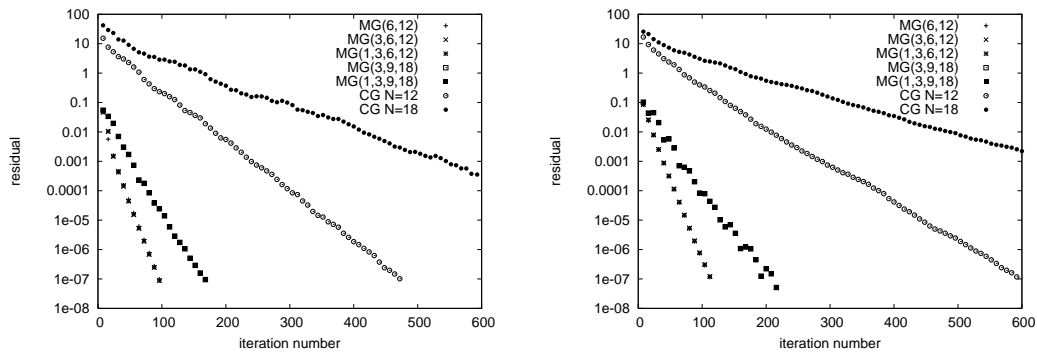 100
10
1
0.1
0.01
0.001
0.0001
1e-05
1e-06
1e-07
1e-08
residual
0
100
200
300
400
500
600
iteration number
MG(6,12)
MG(3,6,12)
MG(1,3,6,12)
MG(3,9,18)
MG(1,3,9,18)
CG N=12
CG N=18
100
10
1
0.1
0.01
0.001
0.0001
1e-05
1e-06
1e-07
1e-08
residual
0
100
200
300
400
500
600
iteration number
MG(6,12)
MG(3,6,12)
MG(1,3,6,12)
MG(3,9,18)
MG(1,3,9,18)
CG N=12
CG N=18